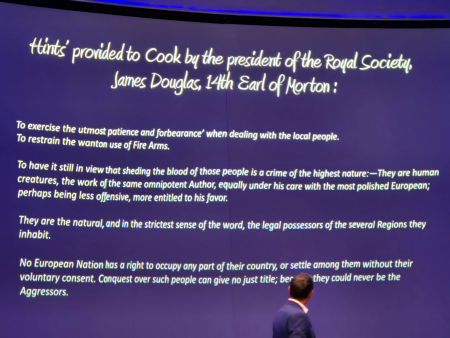 Hints' provided to Cook by the president of the Royal Society,
James Douglas, 14th Earl of Morton :
To exercise the utmost patience and forbearance' when dealing with the local people.
To restrain the wanton use of Fire Arms.
To have it still in view that sheding the blood of those people is a crime of the highest nature:—They are human
creatures, the work of the same omnipotent Author, equally under his care with the most polished European;
perhaps being less offensive, more entitled to his favor.
They are the natural, and in the strictest sense of the word, the legal possessors of the several Regions they
inhabit.
No European Nation has a right to occupy any part of their country, or settle among them without their
voluntary consent. Conquest over such people can give no just title; they could never be the
Aggressors.